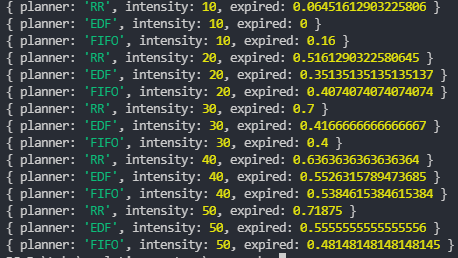 { planner: 'RR', intensity: 10, expired: 0.06451612903225806 }
{ planner: 'EDF', intensity: 10, expired: 0 }
{ planner: 'FIFO', intensity: 10, expired: 0.16 }
{ planner: 'RR', intensity: 20, expired: 0.5161290322580645 }
{ planner: 'EDF', intensity: 20, expired: 0.35135135135135137 }
{ planner: 'FIFO', intensity: 20, expired: 0.4074074074074074 }
{ planner: 'RR', intensity: 30, expired: 0.7 }
{ planner: 'EDF', intensity: 30, expired: 0.4166666666666667 }
{ planner: 'FIFO', intensity: 30, expired: 0.4 }
{ planner: 'RR', intensity: 40, expired: 0.6363636363636364 }
{ planner: 'EDF', intensity: 40, expired: 0.5526315789473685 }
{ planner: 'FIFO', intensity: 40, expired: 0.5384615384615384 }
{ planner: 'RR', intensity: 50, expired: 0.71875 }
{ planner: 'EDF', intensity: 50, expired: 0.5555555555555556 }
{ planner: 'FIFO', intensity: 50, expired: 0.48148148148148145 }